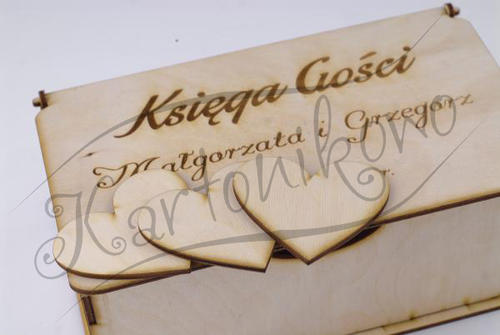 Księga Gości
Małgorzata i Grzegorz
r.
Kartonikowo